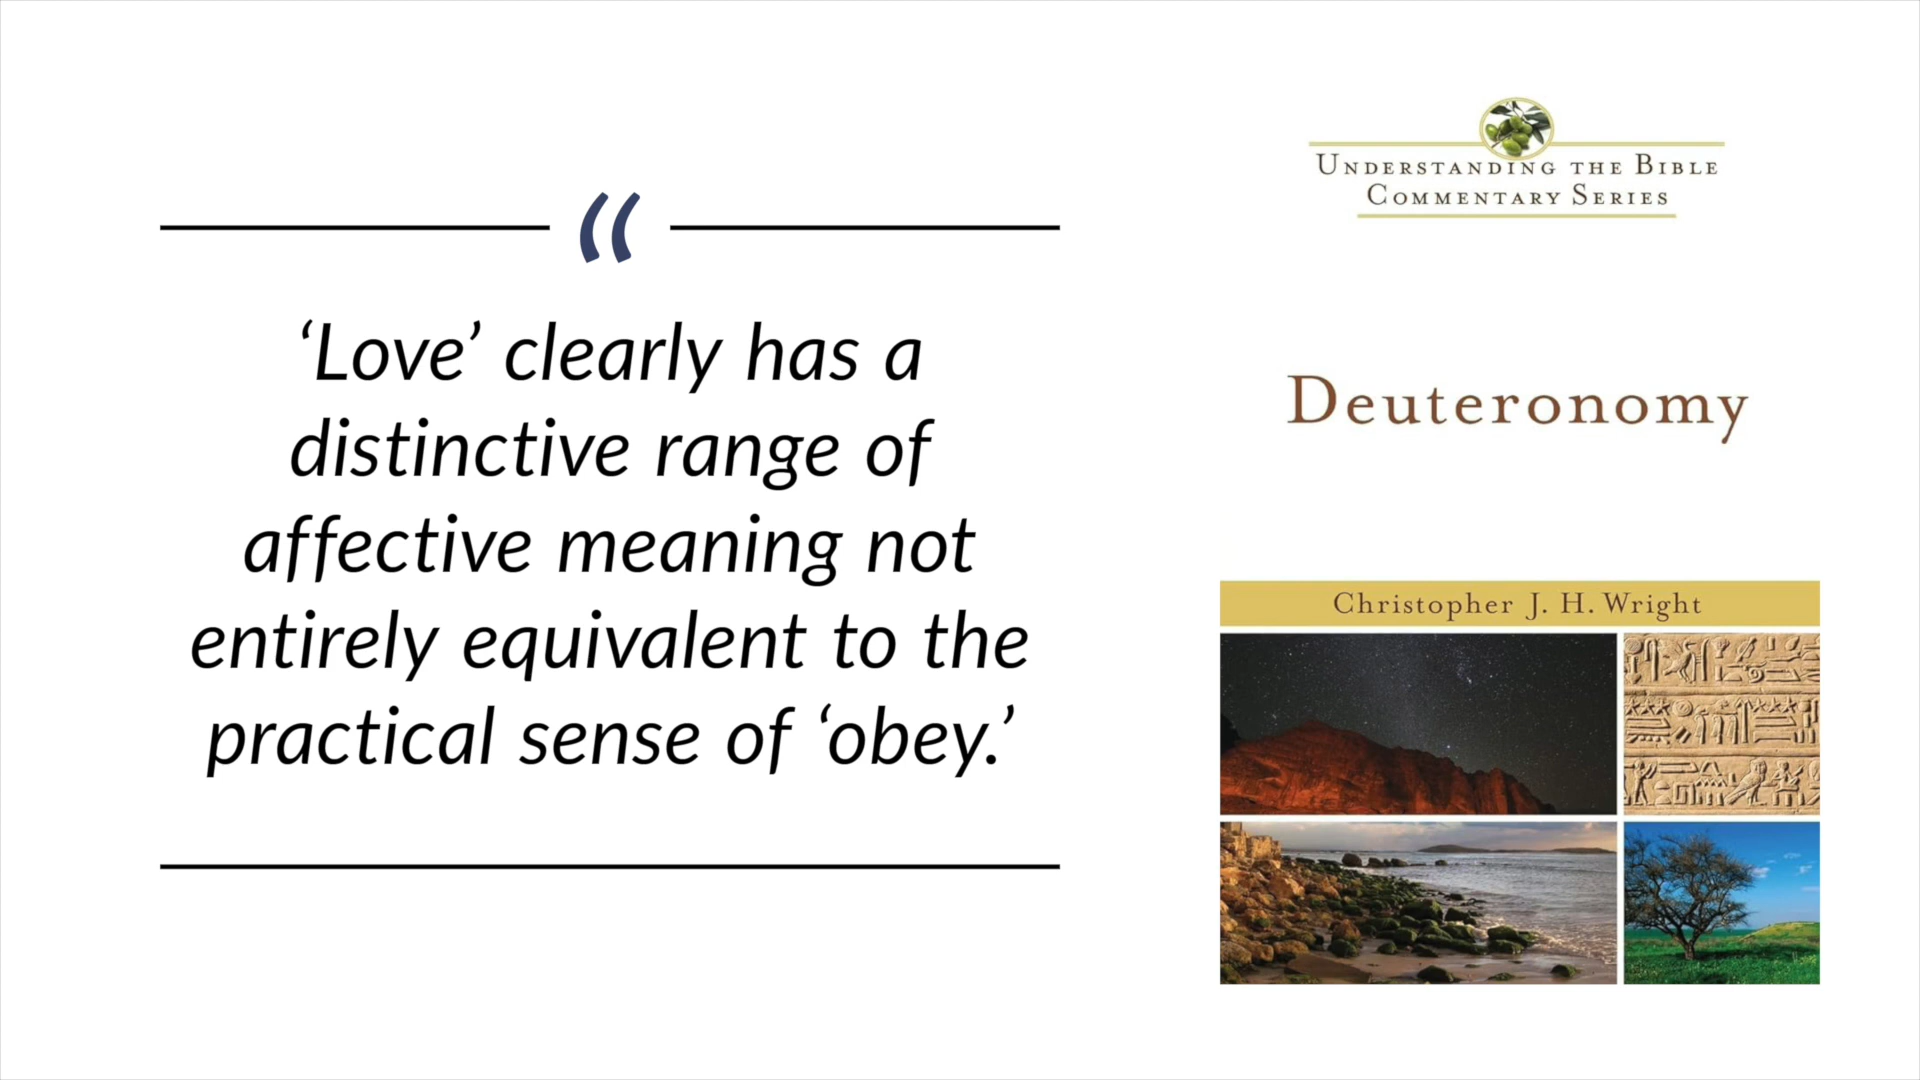 “
‘Love’ clearly has a
distinctive range of
affective meaning not
entirely equivalent to the
practical sense of ‘obey.’
Understanding the Bible
Commentary Series
Deuteronomy
Christopher J. H. Wright